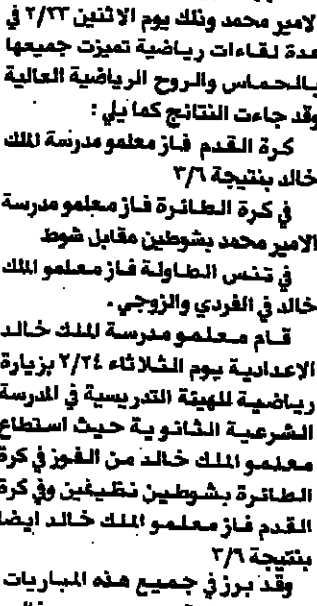 الامير محمد وذلك يوم الاثنين ٢/٢٣ في
عدة لقاءات رياضية تميزت جميعها
بالحماس والروح الرياضية العالية
وقد جاءت النتائج كما يلي :
كرة القدم فاز معلمو مدرسة الملك
خالد بنتيجة ٣/٦
في كرة الطائرة فاز معلمو مدرسة
الامير محمد بشوطين مقابل شوط
في تنس الطاولة فاز معلمو الملك
خالد في الفردي والزوجي .
قام معلمو مدرسة الملك خالد
الاعدادية يوم الثلاثاء ٢/٢٤ بزيارة
رياضية للهيئة التدريسية في المدرسة
الشرعية الثانوية حيث استطاع
معلمو الملك خالد من الفوز في كرة
الطائرة بشوطين نظيفين وفي كرة
القدم فاز معلمو الملك خالد ايضا
بنتيجة ٣/٦
وقد برز في جميع هذه المباريات